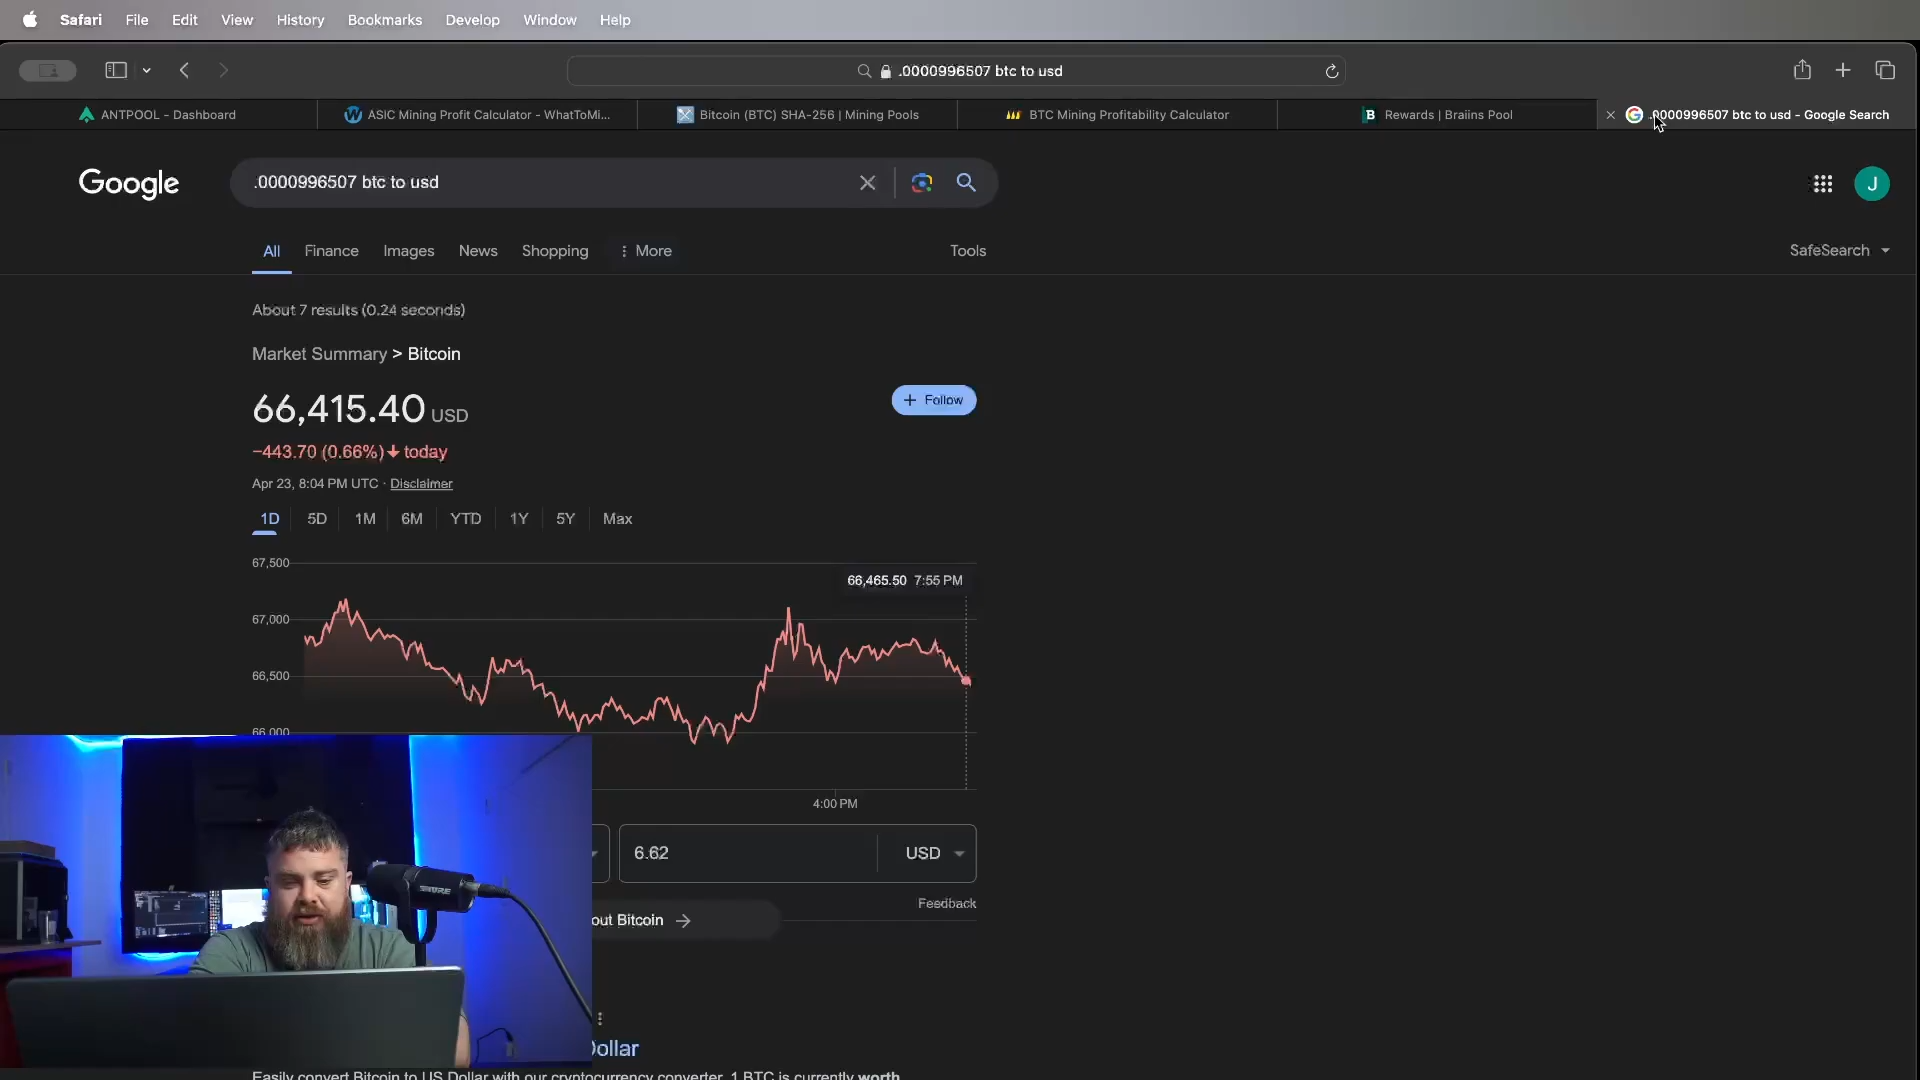 Safari File Edit View History Bookmarks Develop Window Help
.0000996507 btc to usd
ANTPOOL - Dashboard
ASIC Mining Profit Calculator - WhatToMi...
Bitcoin (BTC) SHA-256 | Mining Pools
BTC Mining Profitability Calculator
Rewards | Braiins Pool
.0000996507 btc to usd - Google Search
Google
.0000996507 btc to usd
J
All Finance Images News Shopping More Tools SafeSearch
About 7 results (0.24 seconds)
Market Summary > Bitcoin
66,415.40 USD
+ Follow
−443.70 (0.66%) today
Apr 23, 8:04 PM UTC · Disclaimer
1D 5D 1M 6M YTD 1Y 5Y Max
67,500
66,465.50 7:55 PM
67,000
66,500
66,000
4:00 PM
6.62 USD
Feedback
out Bitcoin
SHURE
Dollar
Easily convert Bitcoin to US Dollar with our cryptocurrency converter. 1 BTC is currently worth